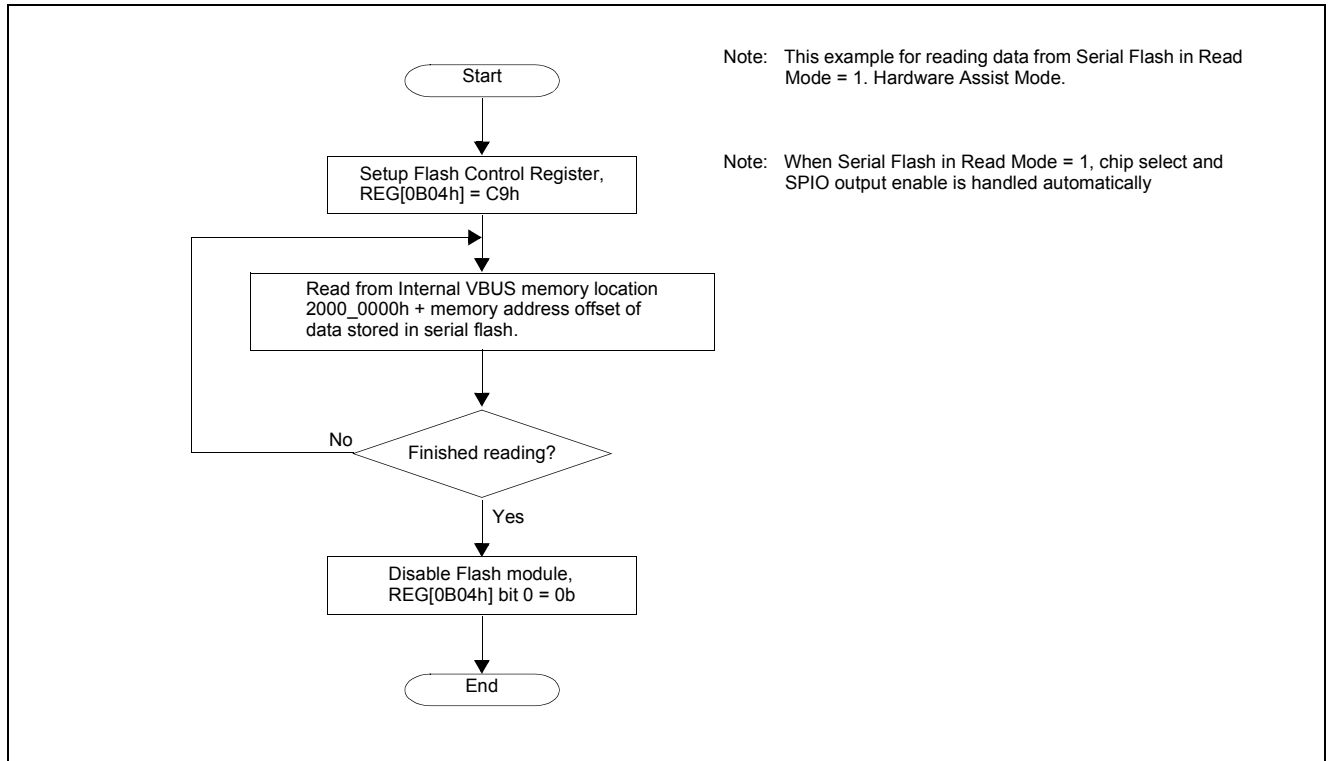 Start
Note: This example for reading data from Serial Flash in Read
Mode = 1. Hardware Assist Mode.
Note: When Serial Flash in Read Mode = 1, chip select and
SPIO output enable is handled automatically
Setup Flash Control Register,
REG[0B04h] = C9h
Read from Internal VBUS memory location
2000_0000h + memory address offset of
data stored in serial flash.
No
Finished reading?
Yes
Disable Flash module,
REG[0B04h] bit 0 = 0b
End